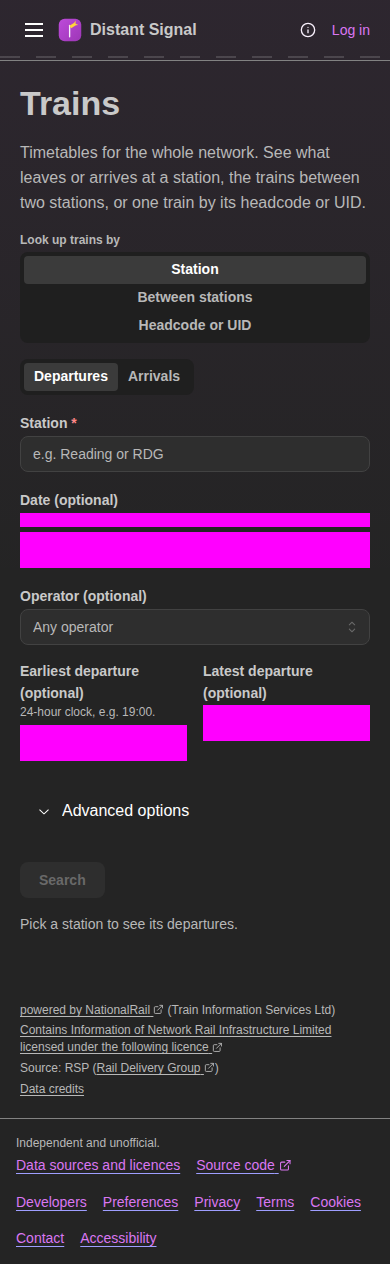 Distant Signal
Log in
Trains
Timetables for the whole network. See what
leaves or arrives at a station, the trains between
two stations, or one train by its headcode or UID.
Look up trains by
Station
Between stations
Headcode or UID
Departures Arrivals
Station *
e.g. Reading or RDG
Date (optional)
Operator (optional)
Any operator
Earliest departure
(optional)
24-hour clock, e.g. 19:00.
Latest departure
(optional)
Advanced options
Search
Pick a station to see its departures.
powered by NationalRail (Train Information Services Ltd)
Contains Information of Network Rail Infrastructure Limited
licensed under the following licence
Source: RSP (Rail Delivery Group)
Data credits
Independent and unofficial.
Data sources and licences Source code
Developers Preferences Privacy Terms Cookies
Contact Accessibility